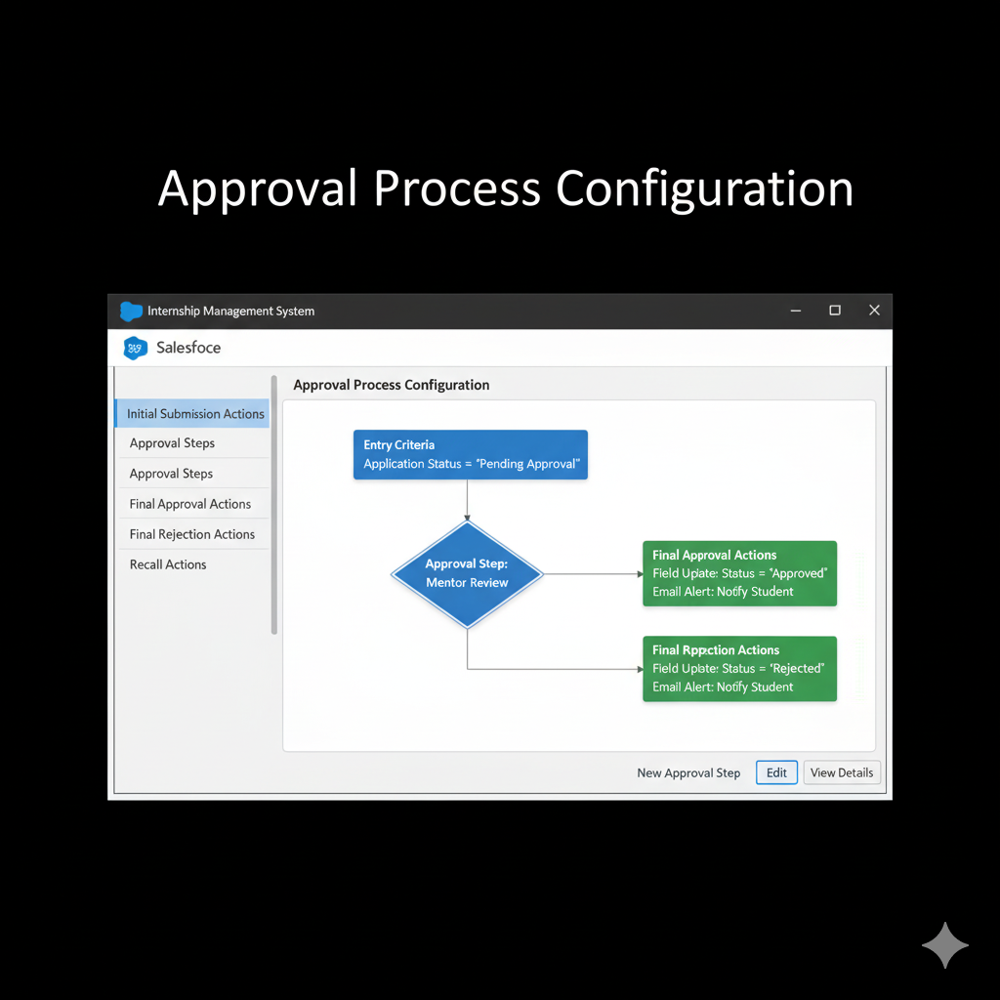 Approval Process Configuration
Internship Management System
Salesfoce
Initial Submission Actions
Approval Steps
Approval Steps
Final Approval Actions
Final Rejection Actions
Recall Actions
Approval Process Configuration
Entry Criteria
Application Status = "Pending Approval"
Approval Step:
Mentor Review
Final Approval Actions
Field Upiate: Status = "Approved"
Email Alert: Notify Student
Final Rppection Actions
Field Upiste: Status = "Rejected"
Email Alert: Notify Student
New Approval Step
Edit
View Details